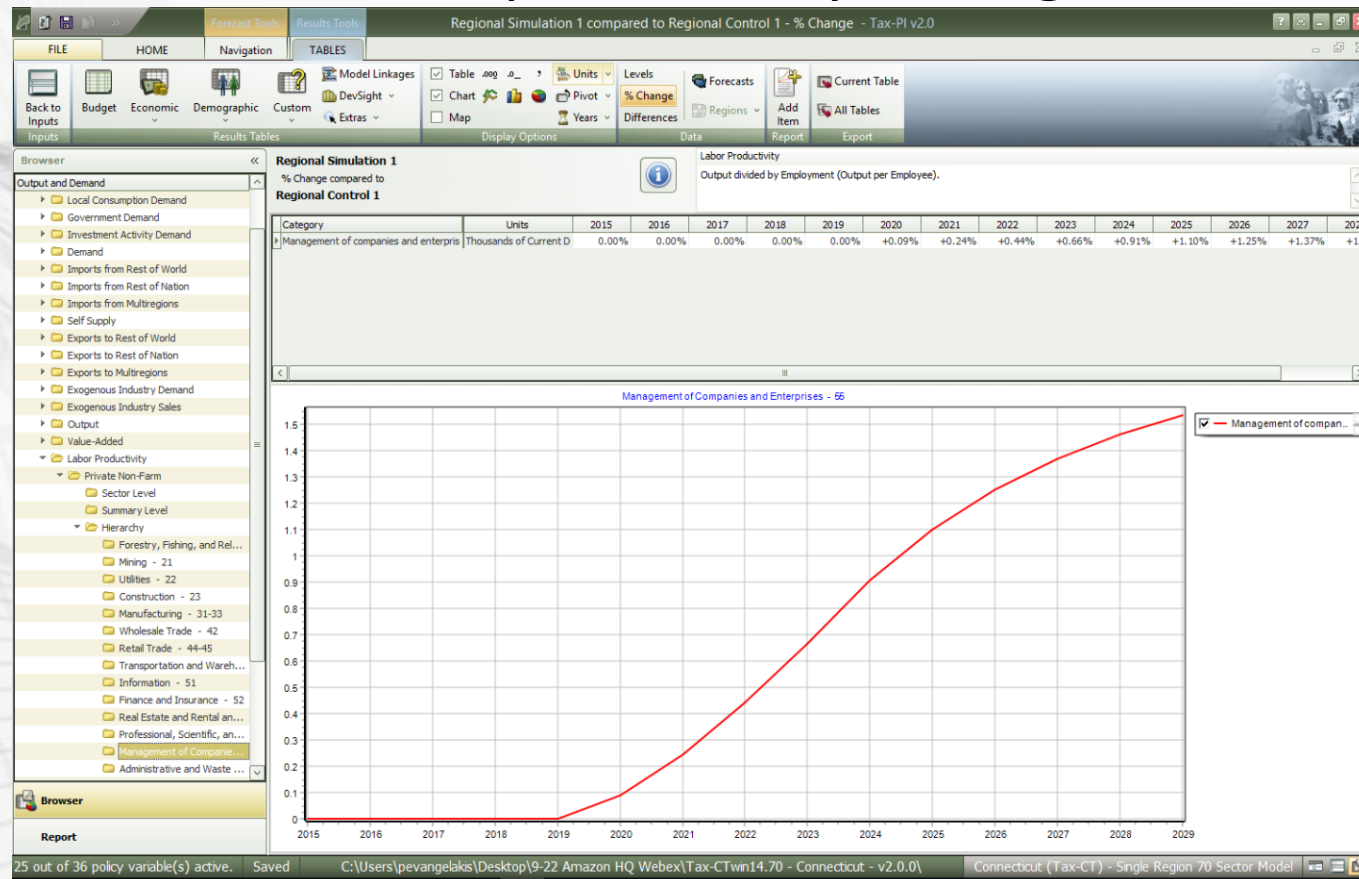 Forecast Tools Results Tools Regional Simulation 1 compared to Regional Control 1 - % Change - Tax-PI v2.0
FILE HOME Navigation TABLES
Back to Inputs
Budget Economic Demographic Custom
Model Linkages
DevSight
Extras
Table .000 .0_ , Units
Chart Pivot
Map Years
Levels
% Change
Differences
Forecasts
Regions
Add Item
Current Table
All Tables
Inputs Results Tables Display Options Data Report Export
Browser «
Output and Demand
Local Consumption Demand
Government Demand
Investment Activity Demand
Demand
Imports from Rest of World
Imports from Rest of Nation
Imports from Multiregions
Self Supply
Exports to Rest of World
Exports to Rest of Nation
Exports to Multiregions
Exogenous Industry Demand
Exogenous Industry Sales
Output
Value-Added
Labor Productivity
Private Non-Farm
Sector Level
Summary Level
Hierarchy
Forestry, Fishing, and Rel...
Mining - 21
Utilities - 22
Construction - 23
Manufacturing - 31-33
Wholesale Trade - 42
Retail Trade - 44-45
Transportation and Wareh...
Information - 51
Finance and Insurance - 52
Real Estate and Rental an...
Professional, Scientific, an...
Management of Companie...
Administrative and Waste ...
Browser
Report
Regional Simulation 1
% Change compared to
Regional Control 1
Labor Productivity
Output divided by Employment (Output per Employee).
Category Units 2015 2016 2017 2018 2019 2020 2021 2022 2023 2024 2025 2026 2027
Management of companies and enterpris Thousands of Current D 0.00% 0.00% 0.00% 0.00% 0.00% +0.09% +0.24% +0.44% +0.66% +0.91% +1.10% +1.25% +1.37%
Management of Companies and Enterprises - 55
1.5
1.4
1.3
1.2
1.1
1
0.9
0.8
0.7
0.6
0.5
0.4
0.3
0.2
0.1
0
2015 2016 2017 2018 2019 2020 2021 2022 2023 2024 2025 2026 2027 2028 2029
Management of compan...
25 out of 36 policy variable(s) active. Saved C:\Users\pevangelakis\Desktop\9-22 Amazon HQ Webex\Tax-CTwin14.70 - Connecticut - v2.0.0\ Connecticut (Tax-CT) - Single Region 70 Sector Model